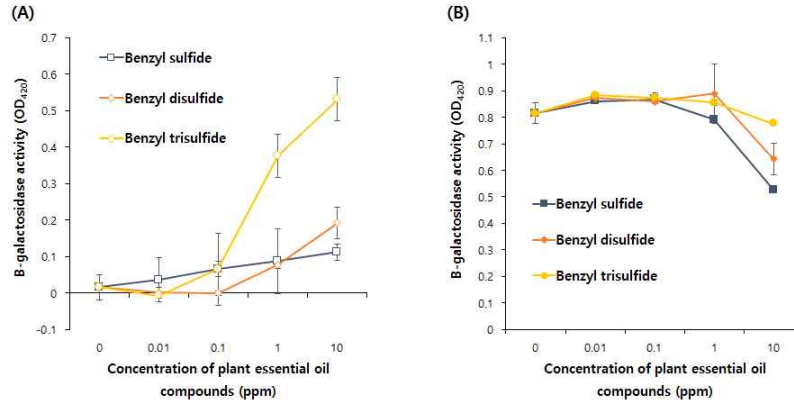 (A)
0.7
0.6
0.5
0.4
0.3
0.2
0.1
0
-0.1
B-galactosidase activity (OD420)
Benzyl sulfide
Benzyl disulfide
Benzyl trisulfide
0 0.01 0.1 1 10
Concentration of plant essential oil
compounds (ppm)
(B)
1.1
1
0.9
0.8
0.7
0.6
0.5
0.4
0.3
0.2
0.1
0
B-galactosidase activity (OD420)
Benzyl sulfide
Benzyl disulfide
Benzyl trisulfide
0 0.01 0.1 1 10
Concentration of plant essential oil
compounds (ppm)